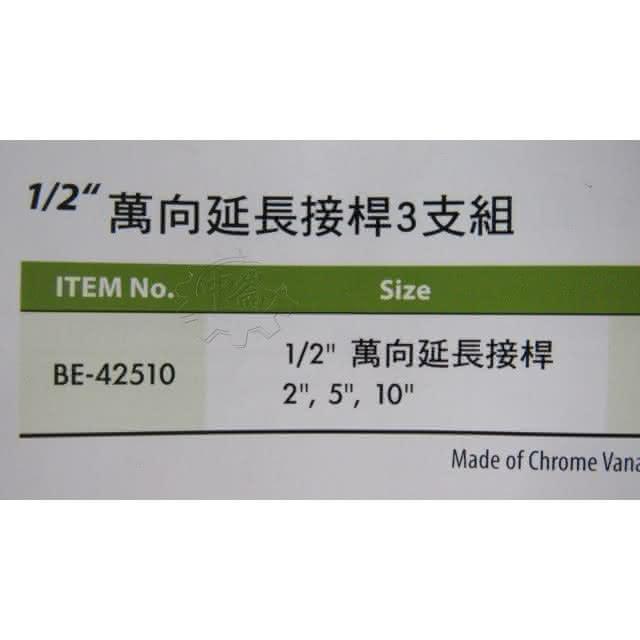 1/2“ 萬向延長接桿3支組
ITEM No. Size
BE-42510
1/2" 萬向延長接桿
2", 5", 10"
Made of Chrome Vana